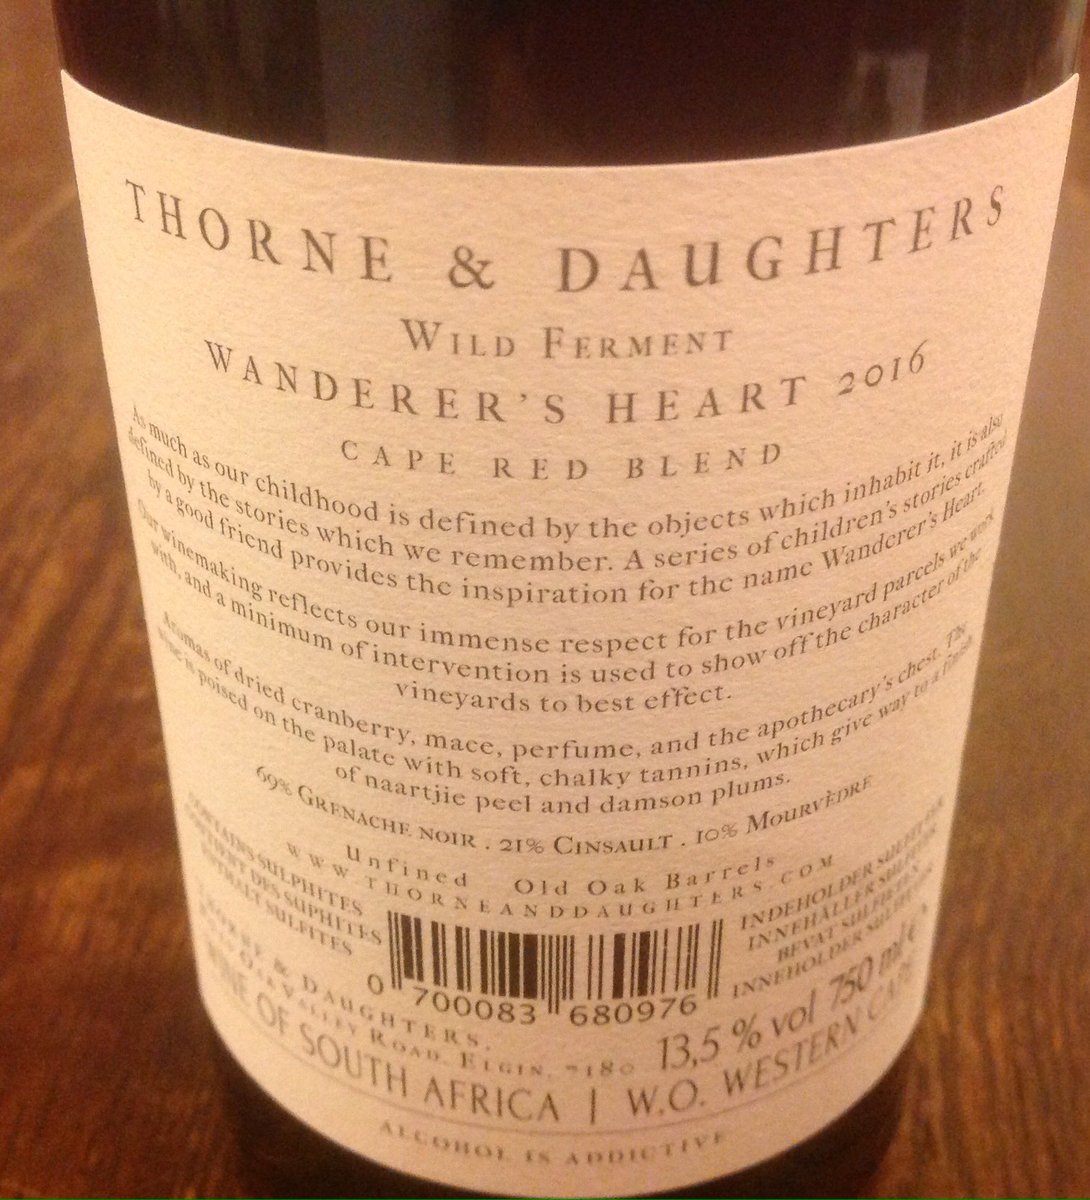 THORNE & DAUGHTERS
WILD FERMENT
WANDERER'S HEART 2016
CAPE RED BLEND
As much as our childhood is defined by the objects which inhabit it, it is also
defined by the stories which we remember. A series of children's stories crafted
by a good friend provides the inspiration for the name Wanderer's Heart.
Our winemaking reflects our immense respect for the vineyard parcels we work
with, and a minimum of intervention is used to show off the character of the
vineyards to best effect.
Aromas of dried cranberry, mace, perfume, and the apothecary's chest. The
wine is poised on the palate with soft, chalky tannins, which give way to a finish
of naartjie peel and damson plums.
69% GRENACHE NOIR . 21% CINSAULT . 10% MOURVÈDRE
Unfined Old Oak Barrels
WWW.THORNEANDDAUGHTERS.COM
CONTAINS SULPHITES
CONTIENT DES SUPHITES
ENTHÄLT SULFITES
INDEHOLDER SULFITTER
INNEHÅLLER SULFITER
BEVAT SULFIETEN
INNEHOLDER SULFITTER
0 700083 680976
THORNE & DAUGHTERS,
OAK VALLEY ROAD, ELGIN, 7180
13,5 % vol 750 ml e
WINE OF SOUTH AFRICA | W.O. WESTERN CAPE
ALCOHOL IS ADDICTIVE